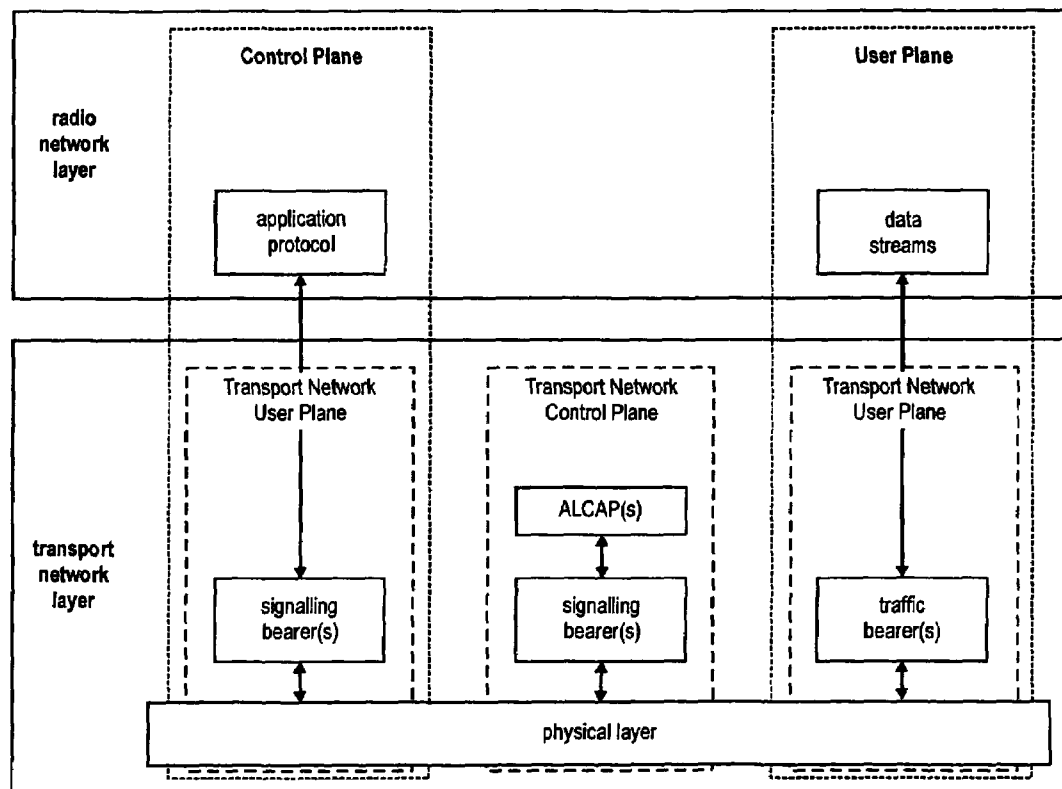 Control Plane
User Plane
radio
network
layer
application
protocol
data
streams
Transport Network
User Plane
Transport Network
Control Plane
Transport Network
User Plane
ALCAP(s)
transport
network
layer
signalling
bearer(s)
signalling
bearer(s)
traffic
bearer(s)
physical layer